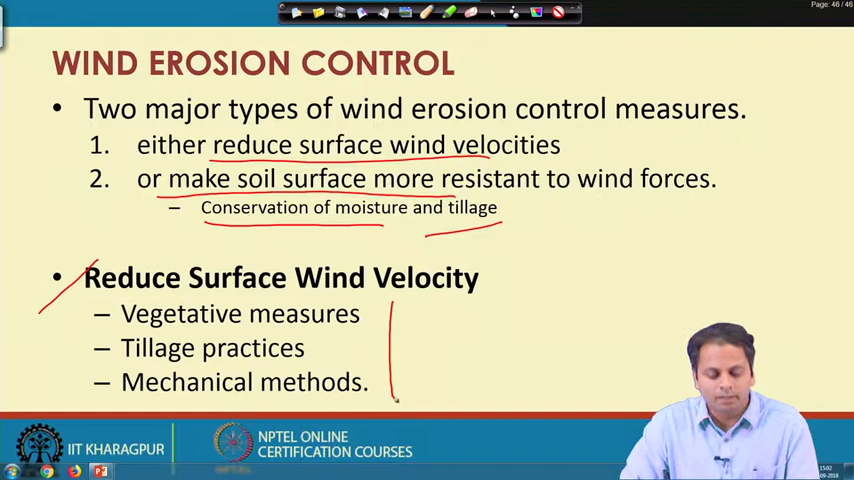 Page: 46 / 46
WIND EROSION CONTROL
• Two major types of wind erosion control measures.
1. either reduce surface wind velocities
2. or make soil surface more resistant to wind forces.
– Conservation of moisture and tillage
• Reduce Surface Wind Velocity
– Vegetative measures
– Tillage practices
– Mechanical methods.
IIT KHARAGPUR
NPTEL ONLINE
CERTIFICATION COURSES
15:02